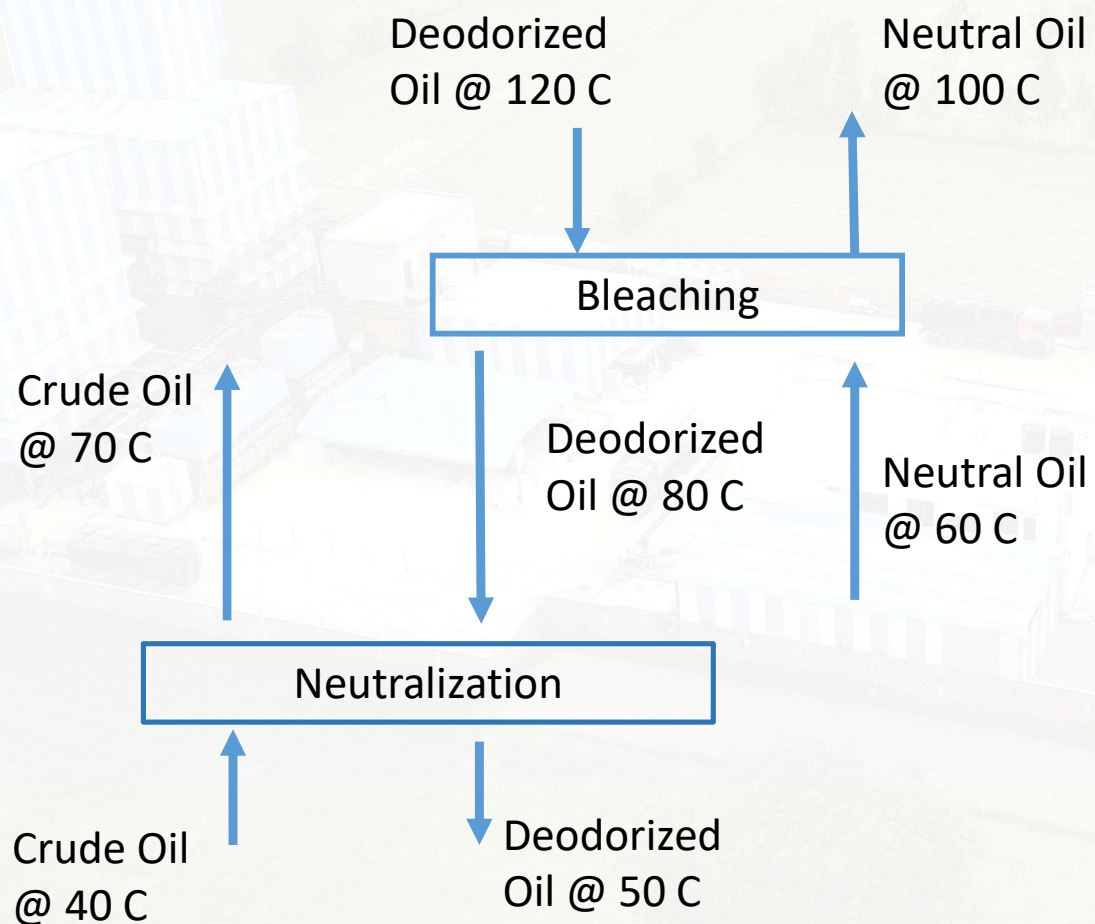 Deodorized
Oil @ 120 C
Neutral Oil
@ 100 C
Bleaching
Crude Oil
@ 70 C
Deodorized
Oil @ 80 C
Neutral Oil
@ 60 C
Neutralization
Crude Oil
@ 40 C
Deodorized
Oil @ 50 C